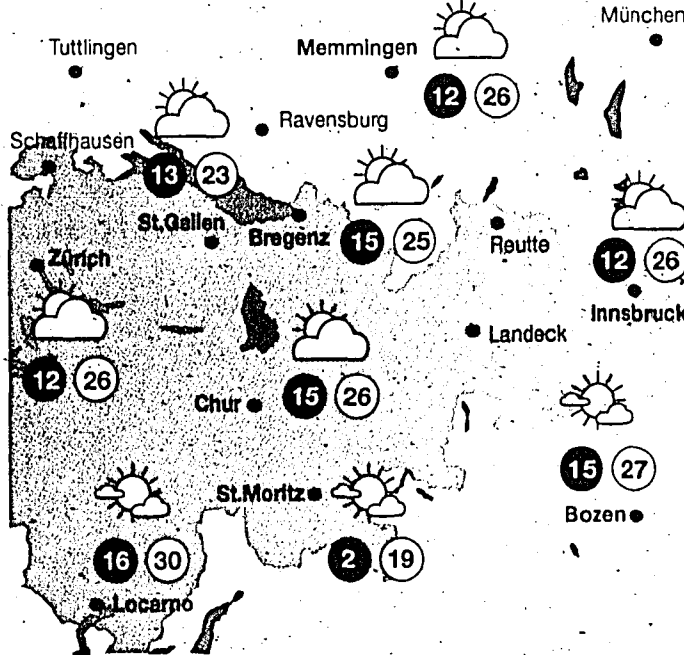 München
Tuttlingen
Memmingen
12 26
Ravensburg
Schaffhausen
13 23
St.Gallen
Bregenz
15 25
Reutte
Zürich
12 26
Innsbruck
Landeck
12 26
Chur
15 26
15 27
St.Moritz
Bozen
16 30
2 19
Locarno